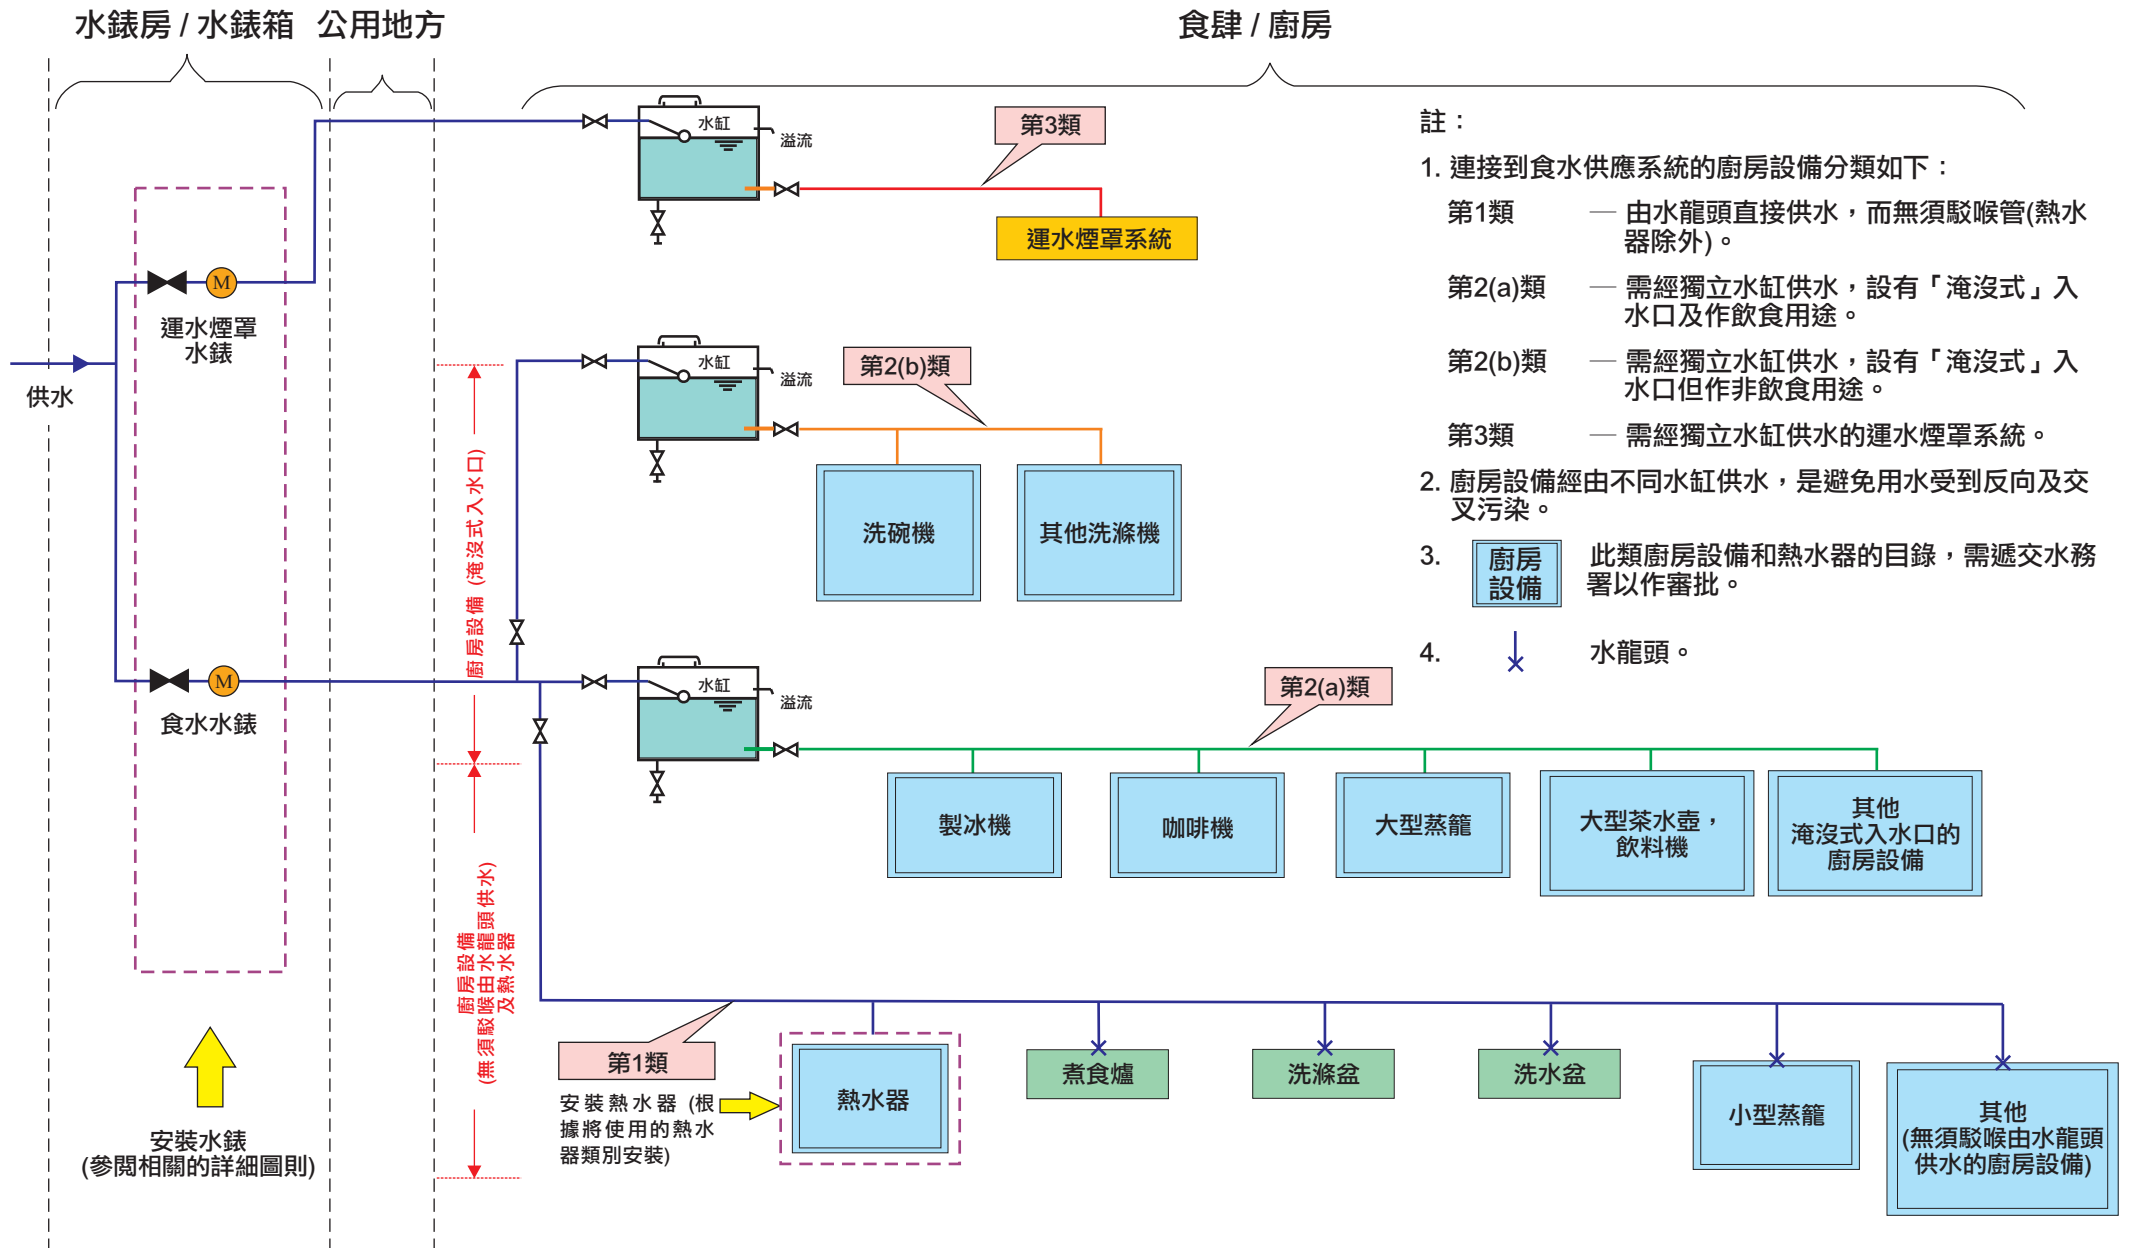 水錶房 / 水錶箱
公用地方
食肆 / 廚房
水缸
溢流
第3類
運水煙罩系統
M
運水煙罩
水錶
供水
水缸
溢流
第2(b)類
洗碗機
其他洗滌機
廚房設備 (淹沒式入水口)
M
食水水錶
水缸
溢流
第2(a)類
製冰機
咖啡機
大型蒸籠
大型茶水壺，
飲料機
其他
淹沒式入水口的
廚房設備
廚房設備
(無須駁喉由水龍頭供水)
及熱水器
第1類
安裝熱水器 (根
據將使用的熱水
器類別安裝)
熱水器
煮食爐
洗滌盆
洗水盆
小型蒸籠
其他
(無須駁喉由水龍頭
供水的廚房設備)
安裝水錶
(參閱相關的詳細圖則)
註：
1. 連接到食水供應系統的廚房設備分類如下：
第1類 — 由水龍頭直接供水，而無須駁喉管(熱水
器除外)。
第2(a)類 — 需經獨立水缸供水，設有「淹沒式」入
水口及作飲食用途。
第2(b)類 — 需經獨立水缸供水，設有「淹沒式」入
水口但作非飲食用途。
第3類 — 需經獨立水缸供水的運水煙罩系統。
2. 廚房設備經由不同水缸供水，是避免用水受到反向及交
叉污染。
3. 廚房
設備
此類廚房設備和熱水器的目錄，需遞交水務
署以作審批。
4. 水龍頭。